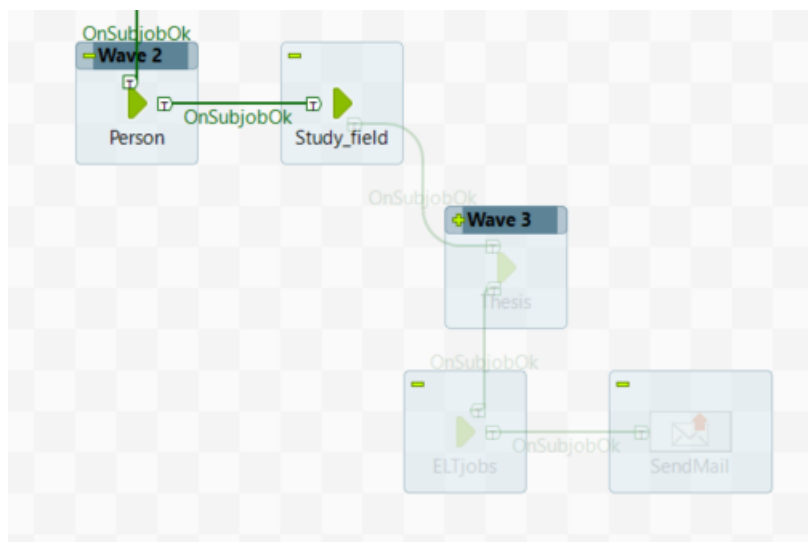 OnSubjobOk
Wave 2
T
T
OnSubjobOk
T
Person
Study_field
T
OnSubjobOk
Wave 3
T
T
Thesis
OnSubjobOk
T
T
OnSubjobOk
T
ELTjobs
SendMail